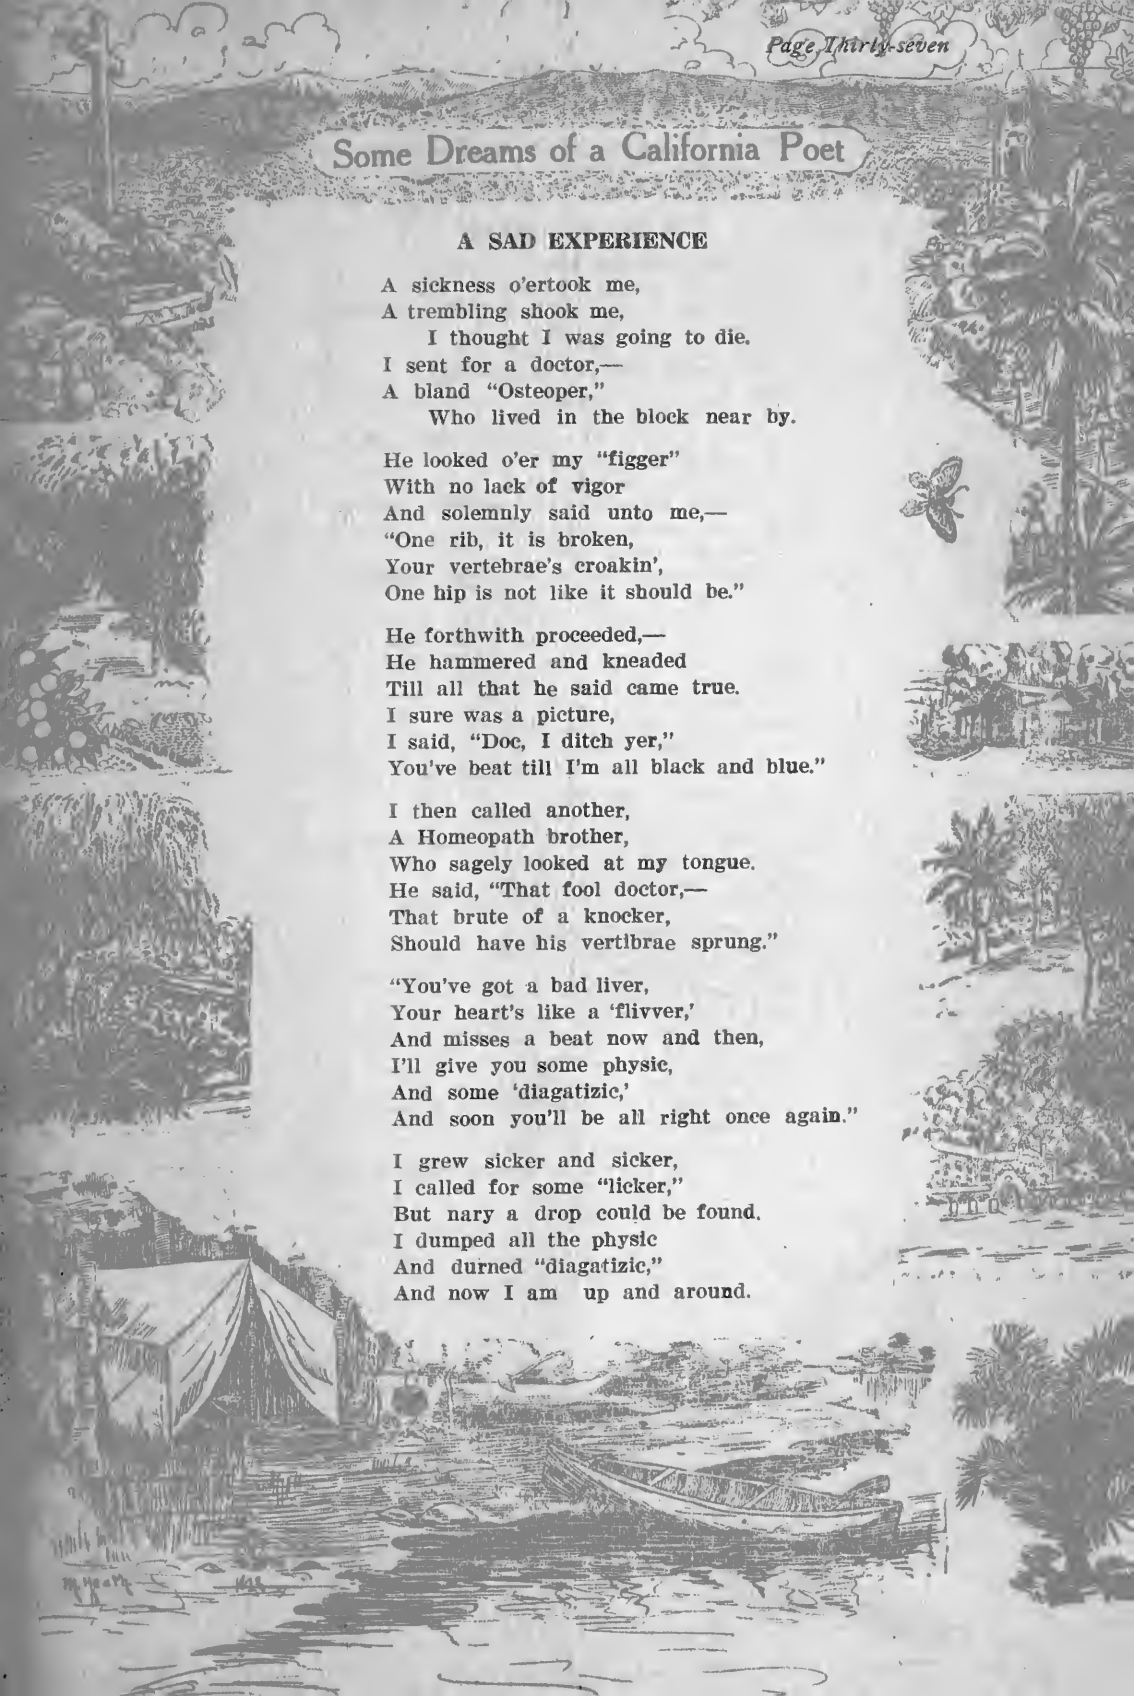 Page Thirty-seven
Some Dreams of a California Poet
A SAD EXPERIENCE
A sickness o'ertook me,
A trembling shook me,
I thought I was going to die.
I sent for a doctor,—
A bland “Osteoper,”
Who lived in the block near by.
He looked o'er my “figger”
With no lack of vigor
And solemnly said unto me,—
“One rib, it is broken,
Your vertebrae's croakin',
One hip is not like it should be.”
He forthwith proceeded,—
He hammered and kneaded
Till all that he said came true.
I sure was a picture,
I said, “Doc, I ditch yer,”
You've beat till I'm all black and blue.”
I then called another,
A Homeopath brother,
Who sagely looked at my tongue.
He said, “That fool doctor,—
That brute of a knocker,
Should have his vertibrae sprung.”
“You've got a bad liver,
Your heart's like a ‘flivver,’
And misses a beat now and then,
I'll give you some physic,
And some ‘diagatizic,’
And soon you'll be all right once again.”
I grew sicker and sicker,
I called for some “licker,”
But nary a drop could be found.
I dumped all the physic
And durned “diagatizic,”
And now I am up and around.
M. Heath